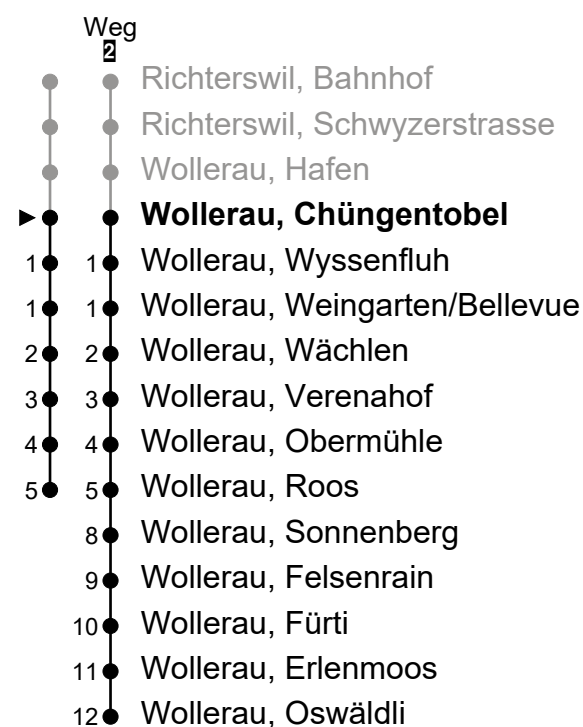 Weg
2
Richterswil, Bahnhof
Richterswil, Schwyzerstrasse
Wollerau, Hafen
Wollerau, Chüngentobel
1 1 Wollerau, Wyssenfluh
1 1 Wollerau, Weingarten/Bellevue
2 2 Wollerau, Wächlen
3 3 Wollerau, Verenahof
4 4 Wollerau, Obermühle
5 5 Wollerau, Roos
8 Wollerau, Sonnenberg
9 Wollerau, Felsenrain
10 Wollerau, Fürti
11 Wollerau, Erlenmoos
12 Wollerau, Oswäldli